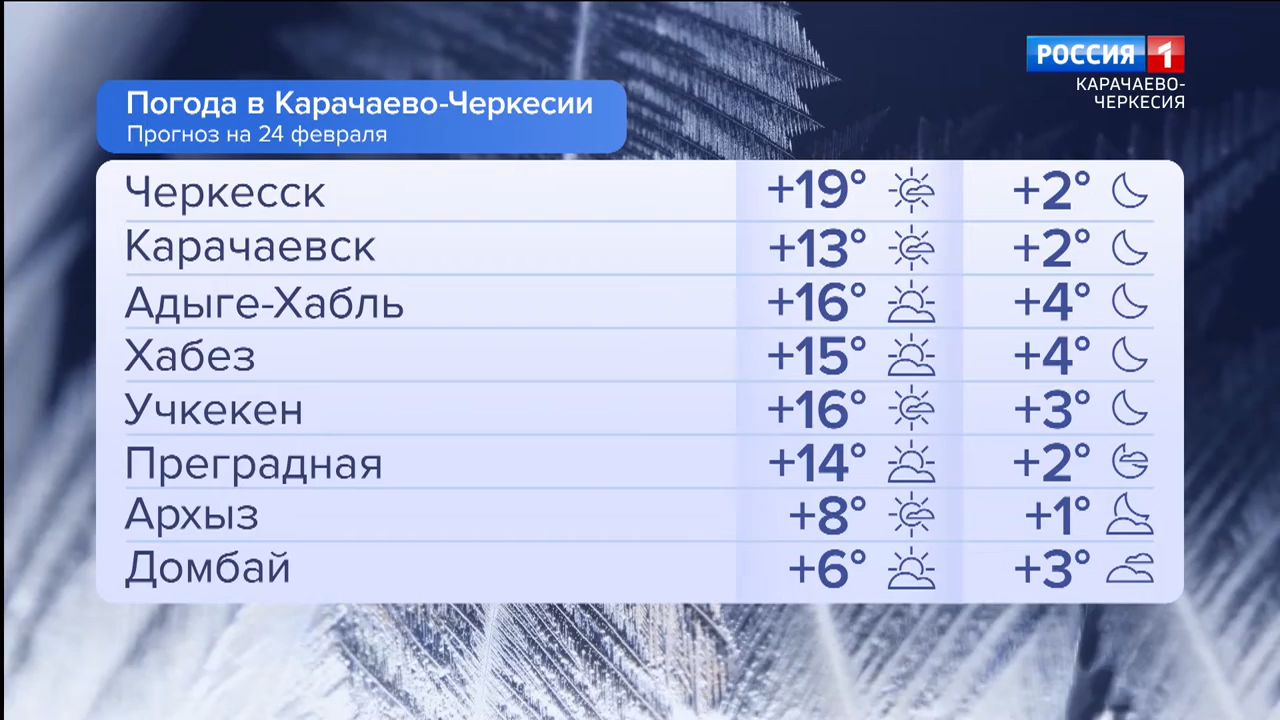 РОССИЯ 1
КАРАЧАЕВО-
ЧЕРКЕСИЯ
Погода в Карачаево-Черкесии
Прогноз на 24 февраля
Черкесск +19° +2°
Карачаевск +13° +2°
Адыге-Хабль +16° +4°
Хабез +15° +4°
Учкекен +16° +3°
Преградная +14° +2°
Архыз +8° +1°
Домбай +6° +3°